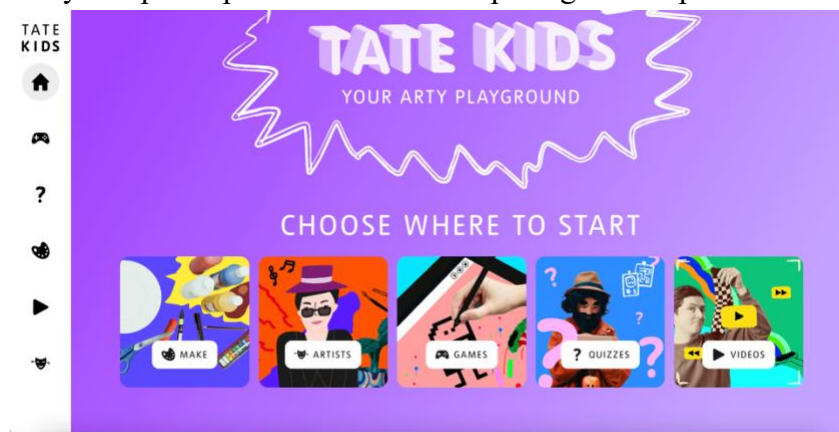 TATE
KIDS
TATE KIDS
YOUR ARTY PLAYGROUND
CHOOSE WHERE TO START
?
MAKE
ARTISTS
GAMES
? QUIZZES
VIDEOS